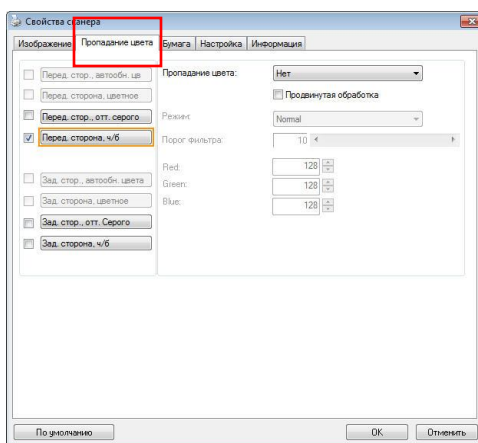 Свойства сканера
Изображение Пропадание цвета Бумага Настройка Информация
Перед. стор., автообн. цв
Перед. сторона, цветное
Перед. стор., отт. серого
Перед. сторона, ч/б
Зад. стор., автообн. цвета
Зад. сторона, цветное
Зад. стор., отт. Серого
Зад. сторона, ч/б
Пропадание цвета: Нет
Продвинутая обработка
Режим: Normal
Порог фильтра: 10
Red: 128
Green: 128
Blue: 128
По умолчанию OK Отменить